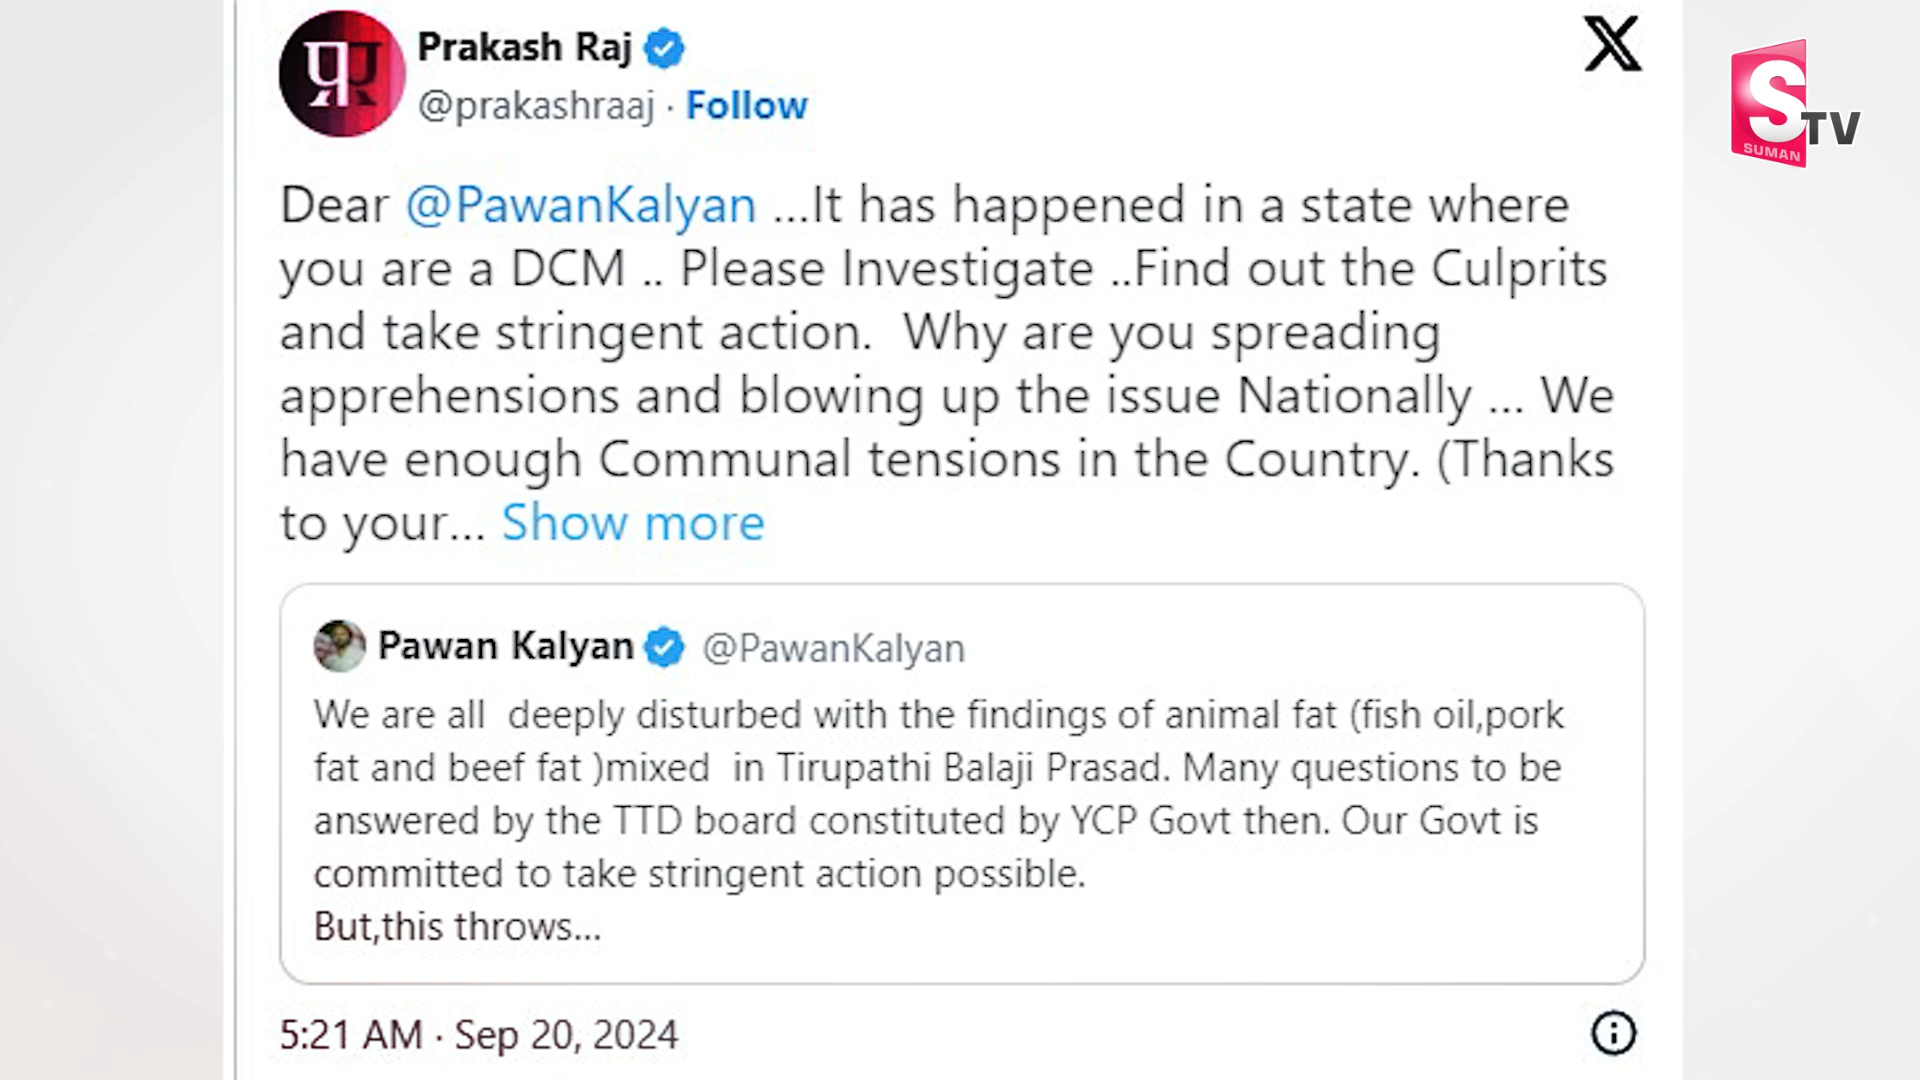 Prakash Raj
@prakashraaj · Follow
X
S TV
SUMAN
Dear @PawanKalyan ...It has happened in a state where
you are a DCM .. Please Investigate ..Find out the Culprits
and take stringent action.  Why are you spreading
apprehensions and blowing up the issue Nationally ... We
have enough Communal tensions in the Country. (Thanks
to your... Show more
Pawan Kalyan @PawanKalyan
We are all  deeply disturbed with the findings of animal fat (fish oil,pork
fat and beef fat )mixed  in Tirupathi Balaji Prasad. Many questions to be
answered by the TTD board constituted by YCP Govt then. Our Govt is
committed to take stringent action possible.
But,this throws...
5:21 AM · Sep 20, 2024